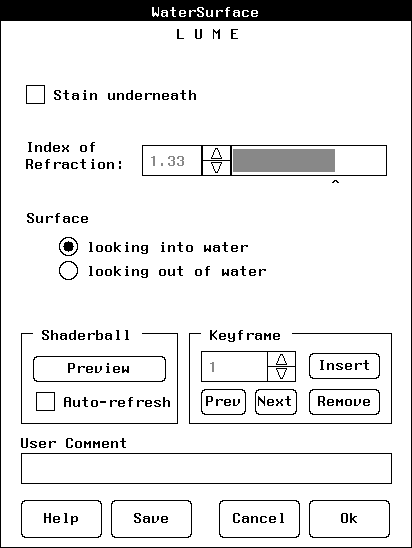 WaterSurface
L U M E
Stain underneath
Index of
Refraction:
1.33
Surface
looking into water
looking out of water
Shaderball
Preview
Auto-refresh
Keyframe
1
Insert
Prev
Next
Remove
User Comment
Help
Save
Cancel
Ok